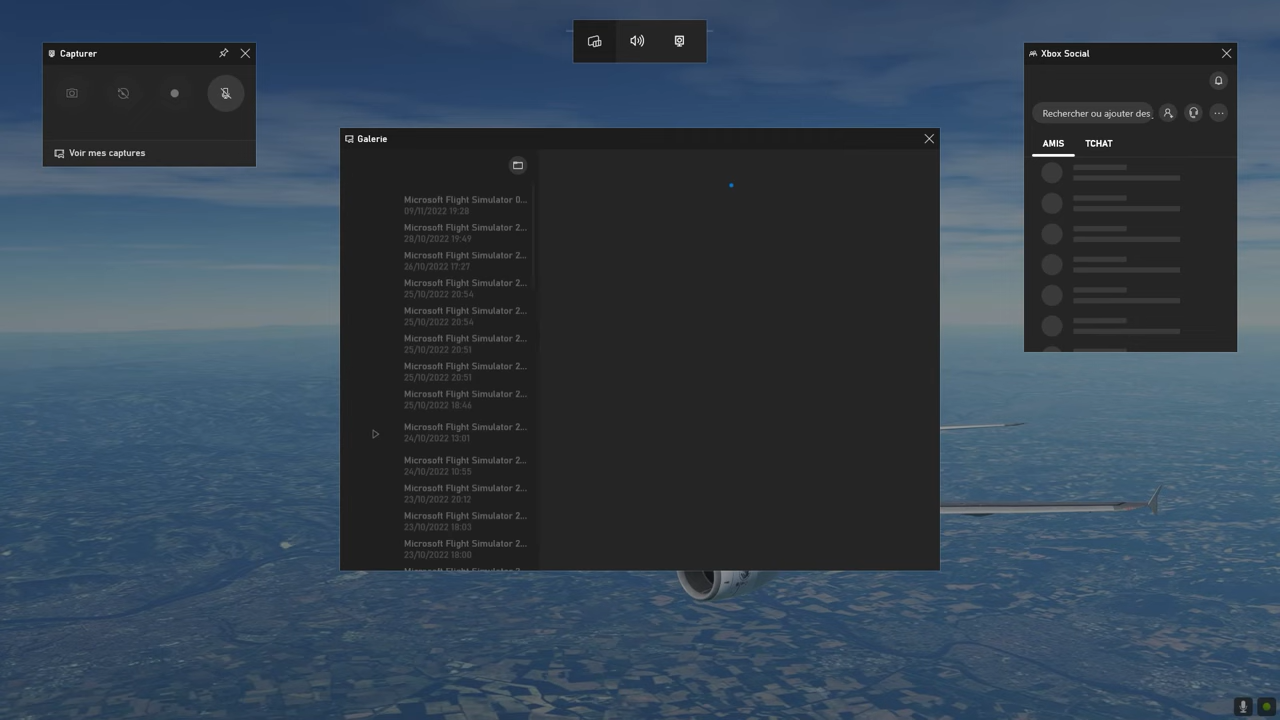 Capturer
Voir mes captures
Galerie
Microsoft Flight Simulator 0...
09/11/2022 19:28
Microsoft Flight Simulator 2...
28/10/2022 19:49
Microsoft Flight Simulator 2...
26/10/2022 17:27
Microsoft Flight Simulator 2...
25/10/2022 20:54
Microsoft Flight Simulator 2...
25/10/2022 20:54
Microsoft Flight Simulator 2...
25/10/2022 20:51
Microsoft Flight Simulator 2...
25/10/2022 20:51
Microsoft Flight Simulator 2...
25/10/2022 18:46
Microsoft Flight Simulator 2...
24/10/2022 13:01
Microsoft Flight Simulator 2...
24/10/2022 10:55
Microsoft Flight Simulator 2...
23/10/2022 20:12
Microsoft Flight Simulator 2...
23/10/2022 18:03
Microsoft Flight Simulator 2...
23/10/2022 18:00
Microsoft Flight Simulator 2...
Xbox Social
Rechercher ou ajouter des
AMIS
TCHAT